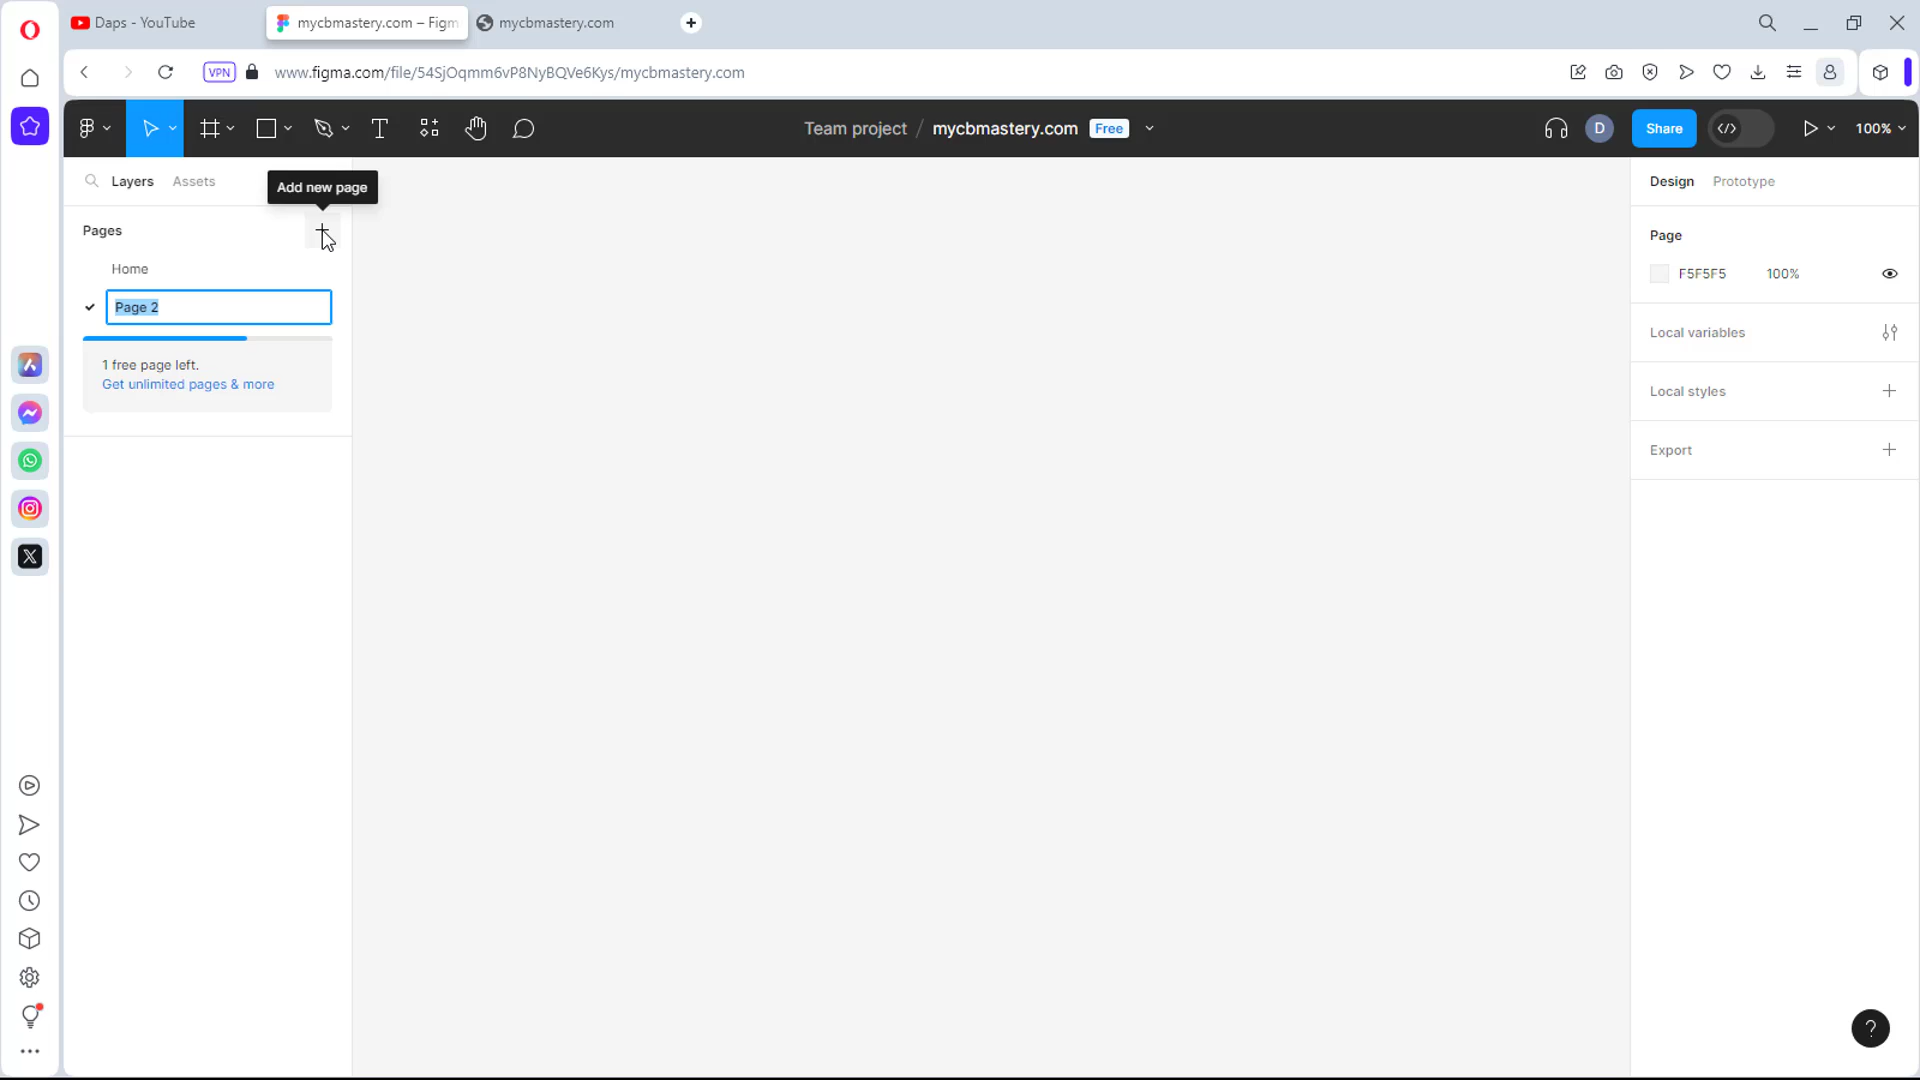 Daps - YouTube
mycbmastery.com – Figm
mycbmastery.com
VPN
www.figma.com/file/54SjOqmm6vP8NyBQVe6Kys/mycbmastery.com
Team project / mycbmastery.com Free
D
Share
100%
Layers
Assets
Add new page
Design
Prototype
Pages
Home
Page 2
1 free page left.
Get unlimited pages & more
Page
F5F5F5 100%
Local variables
Local styles
Export
?